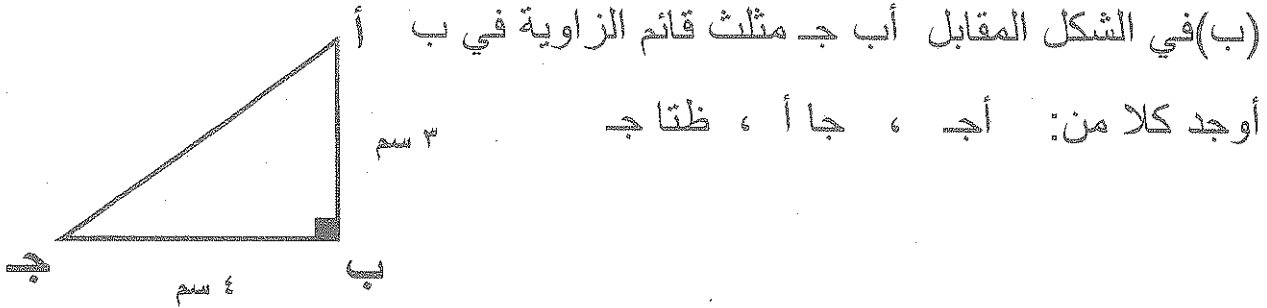 (ب)في الشكل المقابل أب جـ مثلث قائم الزاوية في ب
أوجد كلا من: أجـ ، جا أ ، ظتا جـ
أ
٣ سم
ب
جـ
٤ سم